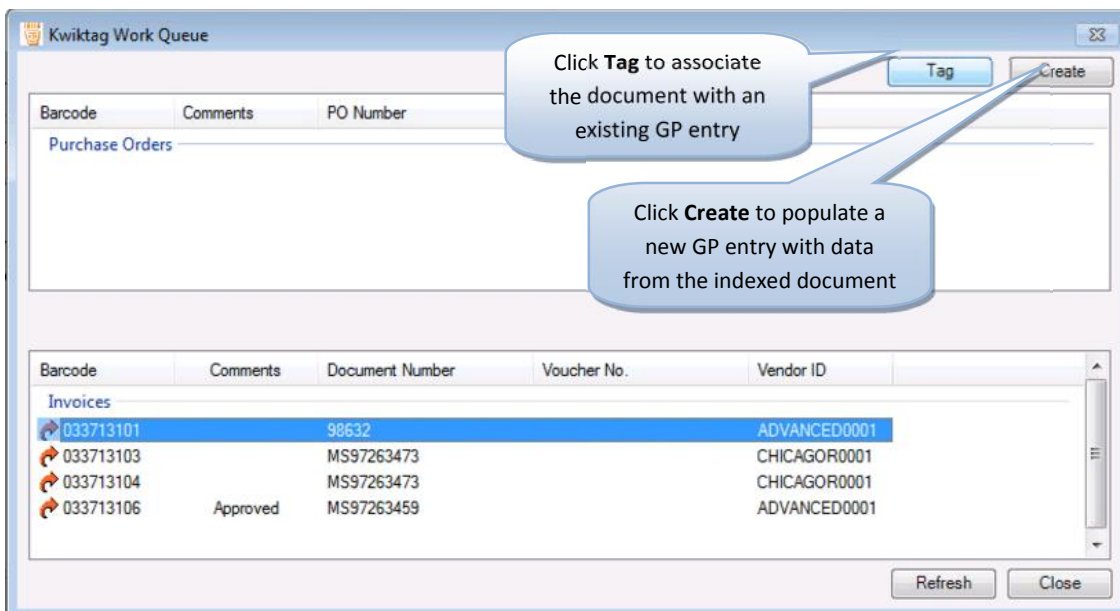 Kwiktag Work Queue
Click Tag to associate
the document with an
existing GP entry
Tag
Create
Barcode Comments PO Number
Purchase Orders
Click Create to populate a
new GP entry with data
from the indexed document
Barcode Comments Document Number Voucher No. Vendor ID
Invoices
033713101 98632 ADVANCED0001
033713103 MS97263473 CHICAGOR0001
033713104 MS97263473 CHICAGOR0001
033713106 Approved MS97263459 ADVANCED0001
Refresh Close